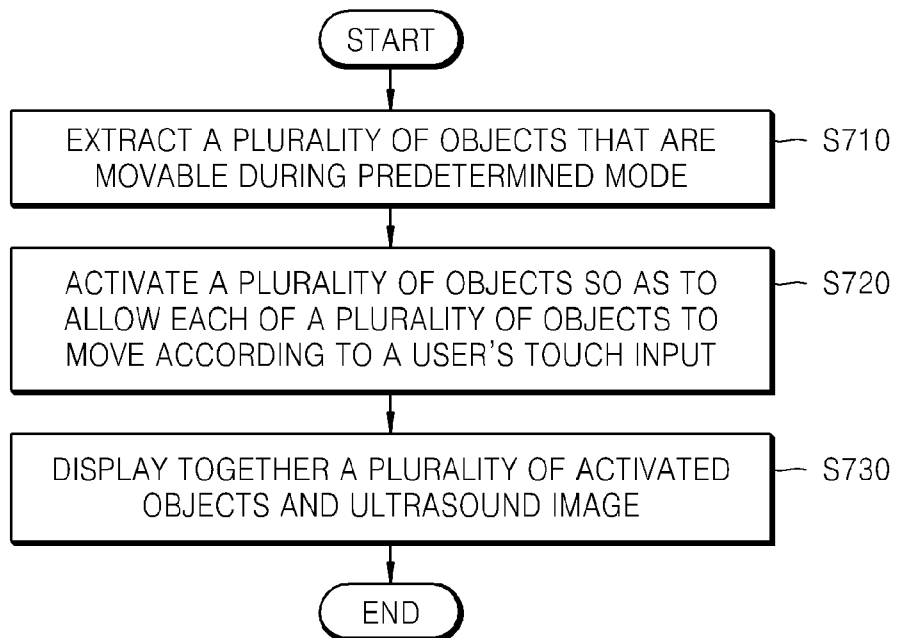 START
EXTRACT A PLURALITY OF OBJECTS THAT ARE
MOVABLE DURING PREDETERMINED MODE
S710
ACTIVATE A PLURALITY OF OBJECTS SO AS TO
ALLOW EACH OF A PLURALITY OF OBJECTS TO
MOVE ACCORDING TO A USER'S TOUCH INPUT
S720
DISPLAY TOGETHER A PLURALITY OF ACTIVATED
OBJECTS AND ULTRASOUND IMAGE
S730
END